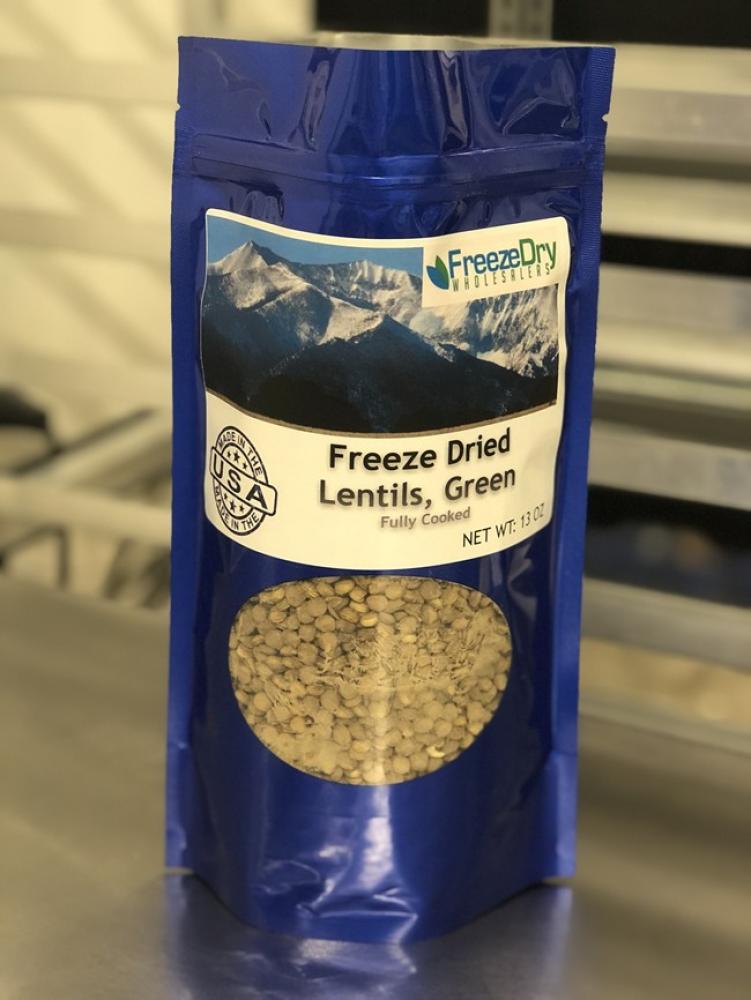 FreezeDry
WHOLESALERS
MADE IN THE
USA
MADE IN THE
Freeze Dried
Lentils, Green
Fully Cooked
NET WT: 13 OZ